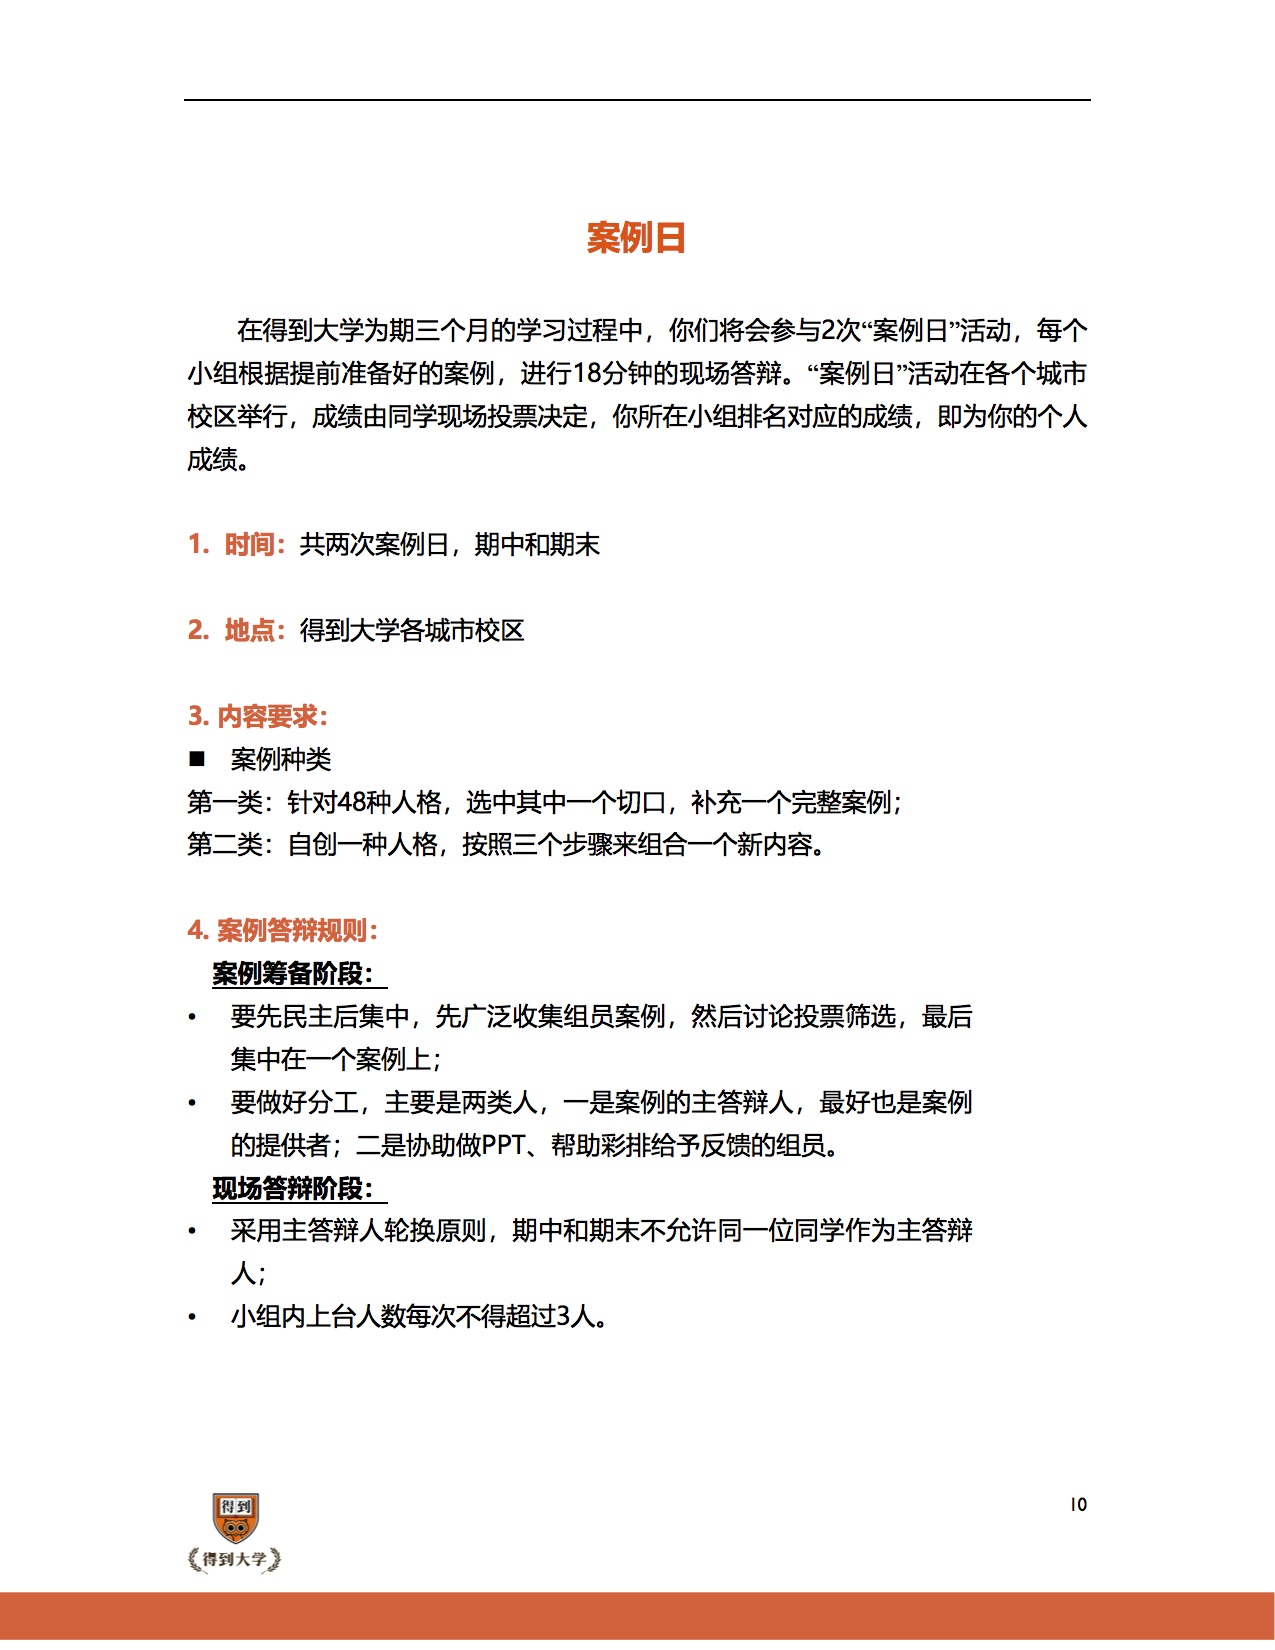 案例日
在得到大学为期三个月的学习过程中，你们将会参与2次“案例日”活动，每个
小组根据提前准备好的案例，进行18分钟的现场答辩。“案例日”活动在各个城市
校区举行，成绩由同学现场投票决定，你所在小组排名对应的成绩，即为你的个人
成绩。
1. 时间：共两次案例日，期中和期末
2. 地点：得到大学各城市校区
3. 内容要求：
■ 案例种类
第一类：针对48种人格，选中其中一个切口，补充一个完整案例；
第二类：自创一种人格，按照三个步骤来组合一个新内容。
4. 案例答辩规则：
案例筹备阶段：
• 要先民主后集中，先广泛收集组员案例，然后讨论投票筛选，最后
集中在一个案例上；
• 要做好分工，主要是两类人，一是案例的主答辩人，最好也是案例
的提供者；二是协助做PPT、帮助彩排给予反馈的组员。
现场答辩阶段：
• 采用主答辩人轮换原则，期中和期末不允许同一位同学作为主答辩
人；
• 小组内上台人数每次不得超过3人。
得到
得到大学
10